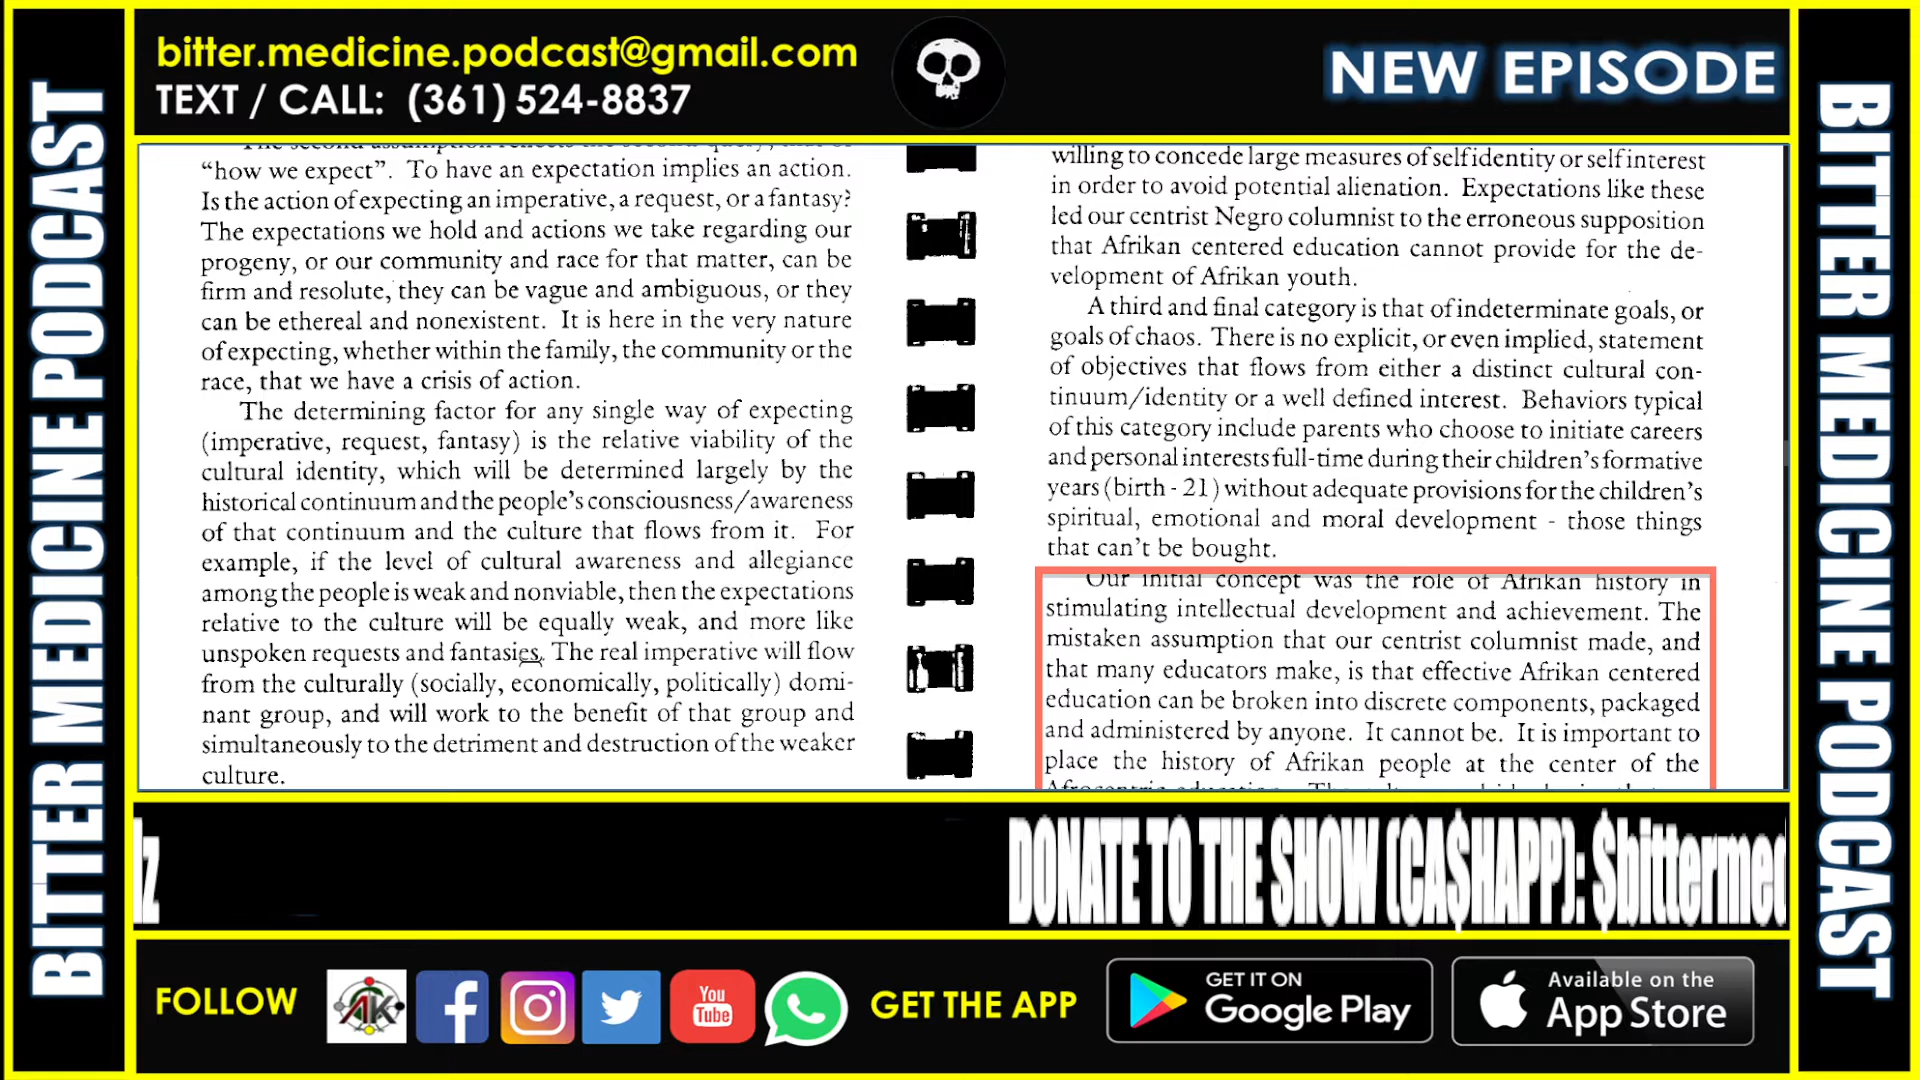 bitter.medicine.podcast@gmail.com
TEXT / CALL: (361) 524-8837
NEW EPISODE
BITTER MEDICINE PODCAST
The second assumption reflects the second query, that of
“how we expect”. To have an expectation implies an action.
Is the action of expecting an imperative, a request, or a fantasy?
The expectations we hold and actions we take regarding our
progeny, or our community and race for that matter, can be
firm and resolute, they can be vague and ambiguous, or they
can be ethereal and nonexistent. It is here in the very nature
of expecting, whether within the family, the community or the
race, that we have a crisis of action.
The determining factor for any single way of expecting
(imperative, request, fantasy) is the relative viability of the
cultural identity, which will be determined largely by the
historical continuum and the people’s consciousness/awareness
of that continuum and the culture that flows from it. For
example, if the level of cultural awareness and allegiance
among the people is weak and nonviable, then the expectations
relative to the culture will be equally weak, and more like
unspoken requests and fantasies. The real imperative will flow
from the culturally (socially, economically, politically) domi-
nant group, and will work to the benefit of that group and
simultaneously to the detriment and destruction of the weaker
culture.
willing to concede large measures of selfidentity or self interest
in order to avoid potential alienation. Expectations like these
led our centrist Negro columnist to the erroneous supposition
that Afrikan centered education cannot provide for the de-
velopment of Afrikan youth.
A third and final category is that of indeterminate goals, or
goals of chaos. There is no explicit, or even implied, statement
of objectives that flows from either a distinct cultural con-
tinuum/identity or a well defined interest. Behaviors typical
of this category include parents who choose to initiate careers
and personal interests full-time during their children’s formative
years (birth - 21) without adequate provisions for the children’s
spiritual, emotional and moral development - those things
that can’t be bought.
Our initial concept was the role of Afrikan history in
stimulating intellectual development and achievement. The
mistaken assumption that our centrist columnist made, and
that many educators make, is that effective Afrikan centered
education can be broken into discrete components, packaged
and administered by anyone. It cannot be. It is important to
place the history of Afrikan people at the center of the
BITTER MEDICINE PODCAST
dz
DONATE TO THE SHOW (CA$HAPP): $bittermed
FOLLOW
AK
You
Tube
GET THE APP
GET IT ON
Google Play
Available on the
App Store